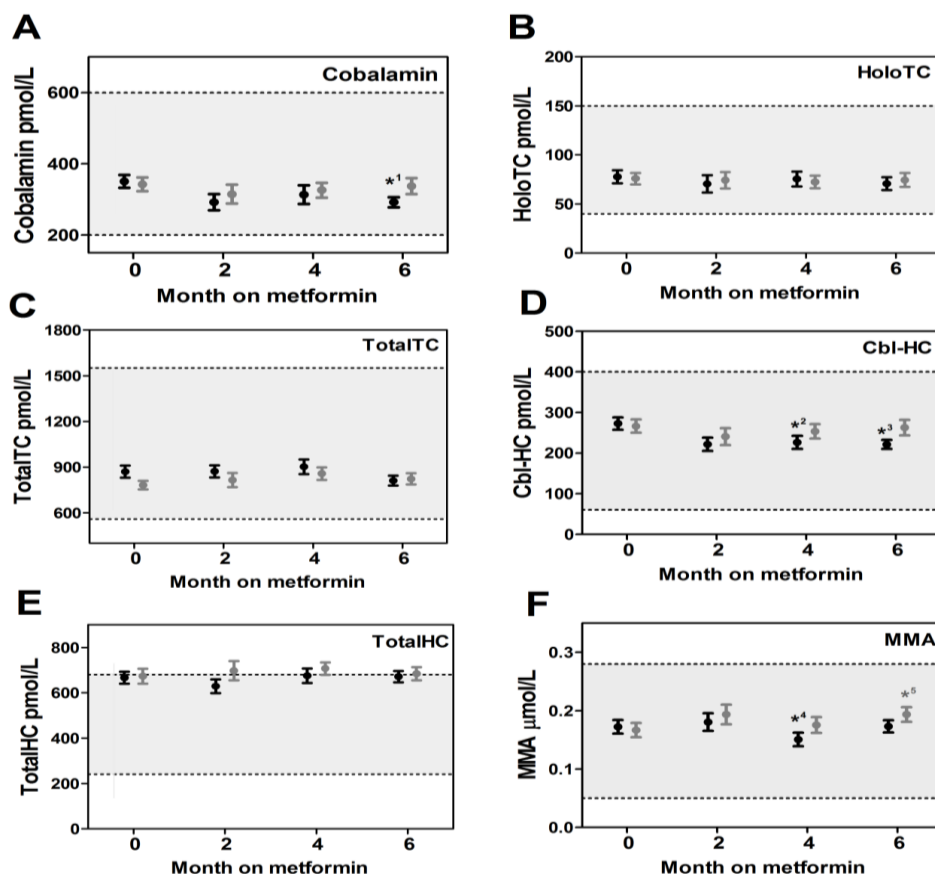 A
Cobalamin
Cobalamin pmol/L
600
400
200
*1
0 2 4 6
Month on metformin
B
HoloTC
HoloTC pmol/L
200
150
100
50
0
0 2 4 6
Month on metformin
C
TotalTC
TotalTC pmol/L
1800
1500
900
600
0 2 4 6
Month on metformin
D
Cbl-HC
Cbl-HC pmol/L
500
400
300
200
100
0
*2
*3
0 2 4 6
Month on metformin
E
TotalHC
TotalHC pmol/L
800
600
400
200
0
0 2 4 6
Month on metformin
F
MMA
MMA µmol/L
0.3
0.2
0.1
0.0
*4
*5
0 2 4 6
Month on metformin